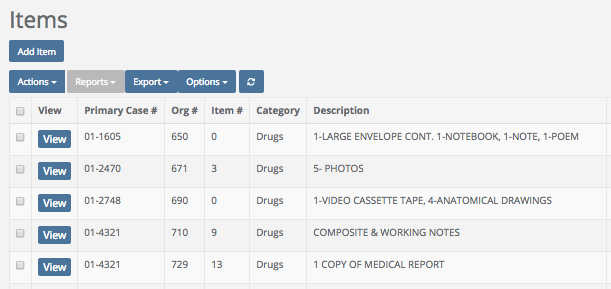 Items
Add Item
Actions Reports Export Options
View Primary Case # Org # Item # Category Description
View 01-1605 650 0 Drugs 1-LARGE ENVELOPE CONT. 1-NOTEBOOK, 1-NOTE, 1-POEM
View 01-2470 671 3 Drugs 5- PHOTOS
View 01-2748 690 0 Drugs 1-VIDEO CASSETTE TAPE, 4-ANATOMICAL DRAWINGS
View 01-4321 710 9 Drugs COMPOSITE & WORKING NOTES
View 01-4321 729 13 Drugs 1 COPY OF MEDICAL REPORT